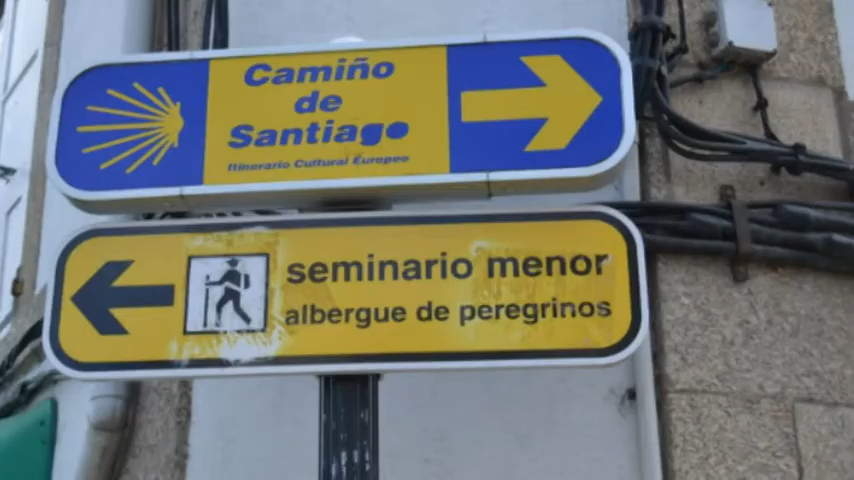 Camiño
de
Santiago
Itinerario Cultural Europeo
seminario menor
albergue de peregrinos